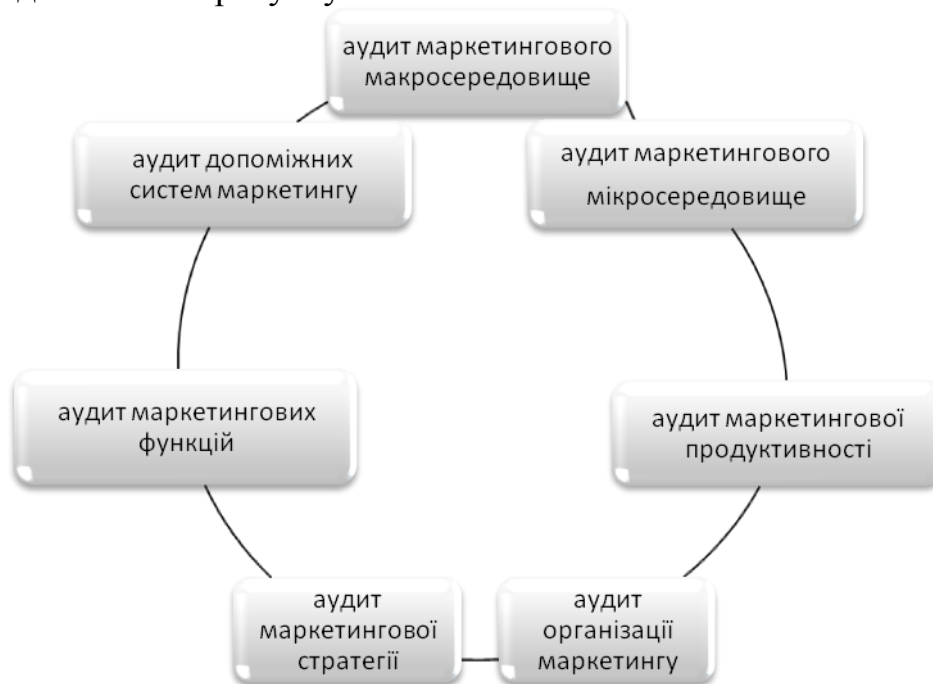 аудит маркетингового
макросередовище
аудит маркетингового
мікросередовище
аудит маркетингової
продуктивності
аудит
організації
маркетингу
аудит
маркетингової
стратегії
аудит маркетингових
функцій
аудит допоміжних
систем маркетингу